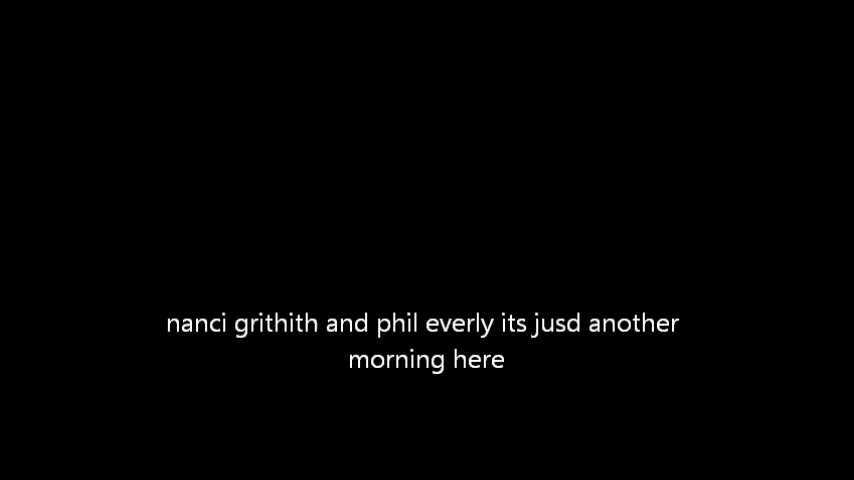 nanci grithith and phil everly its jusd another
morning here